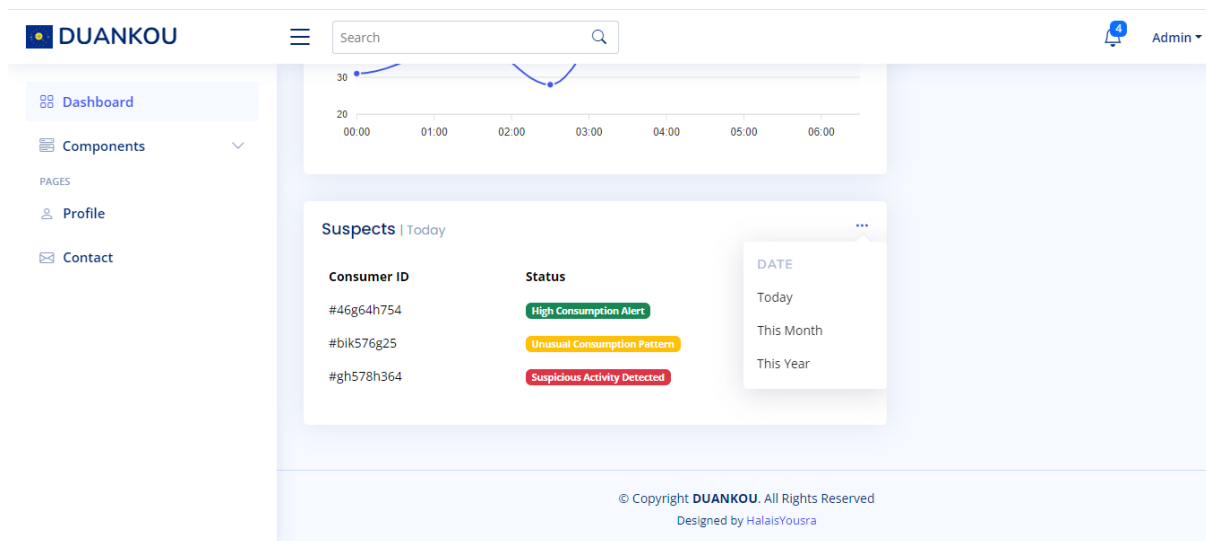 DUANKOU
Search
4
Admin
Dashboard
Components
PAGES
Profile
Contact
30
20
00:00 01:00 02:00 03:00 04:00 05:00 06:00
Suspects | Today
Consumer ID Status
#46g64h754 High Consumption Alert
#bik576g25 Unusual Consumption Pattern
#gh578h364 Suspicious Activity Detected
DATE
Today
This Month
This Year
© Copyright DUANKOU. All Rights Reserved
Designed by HalaisYousra